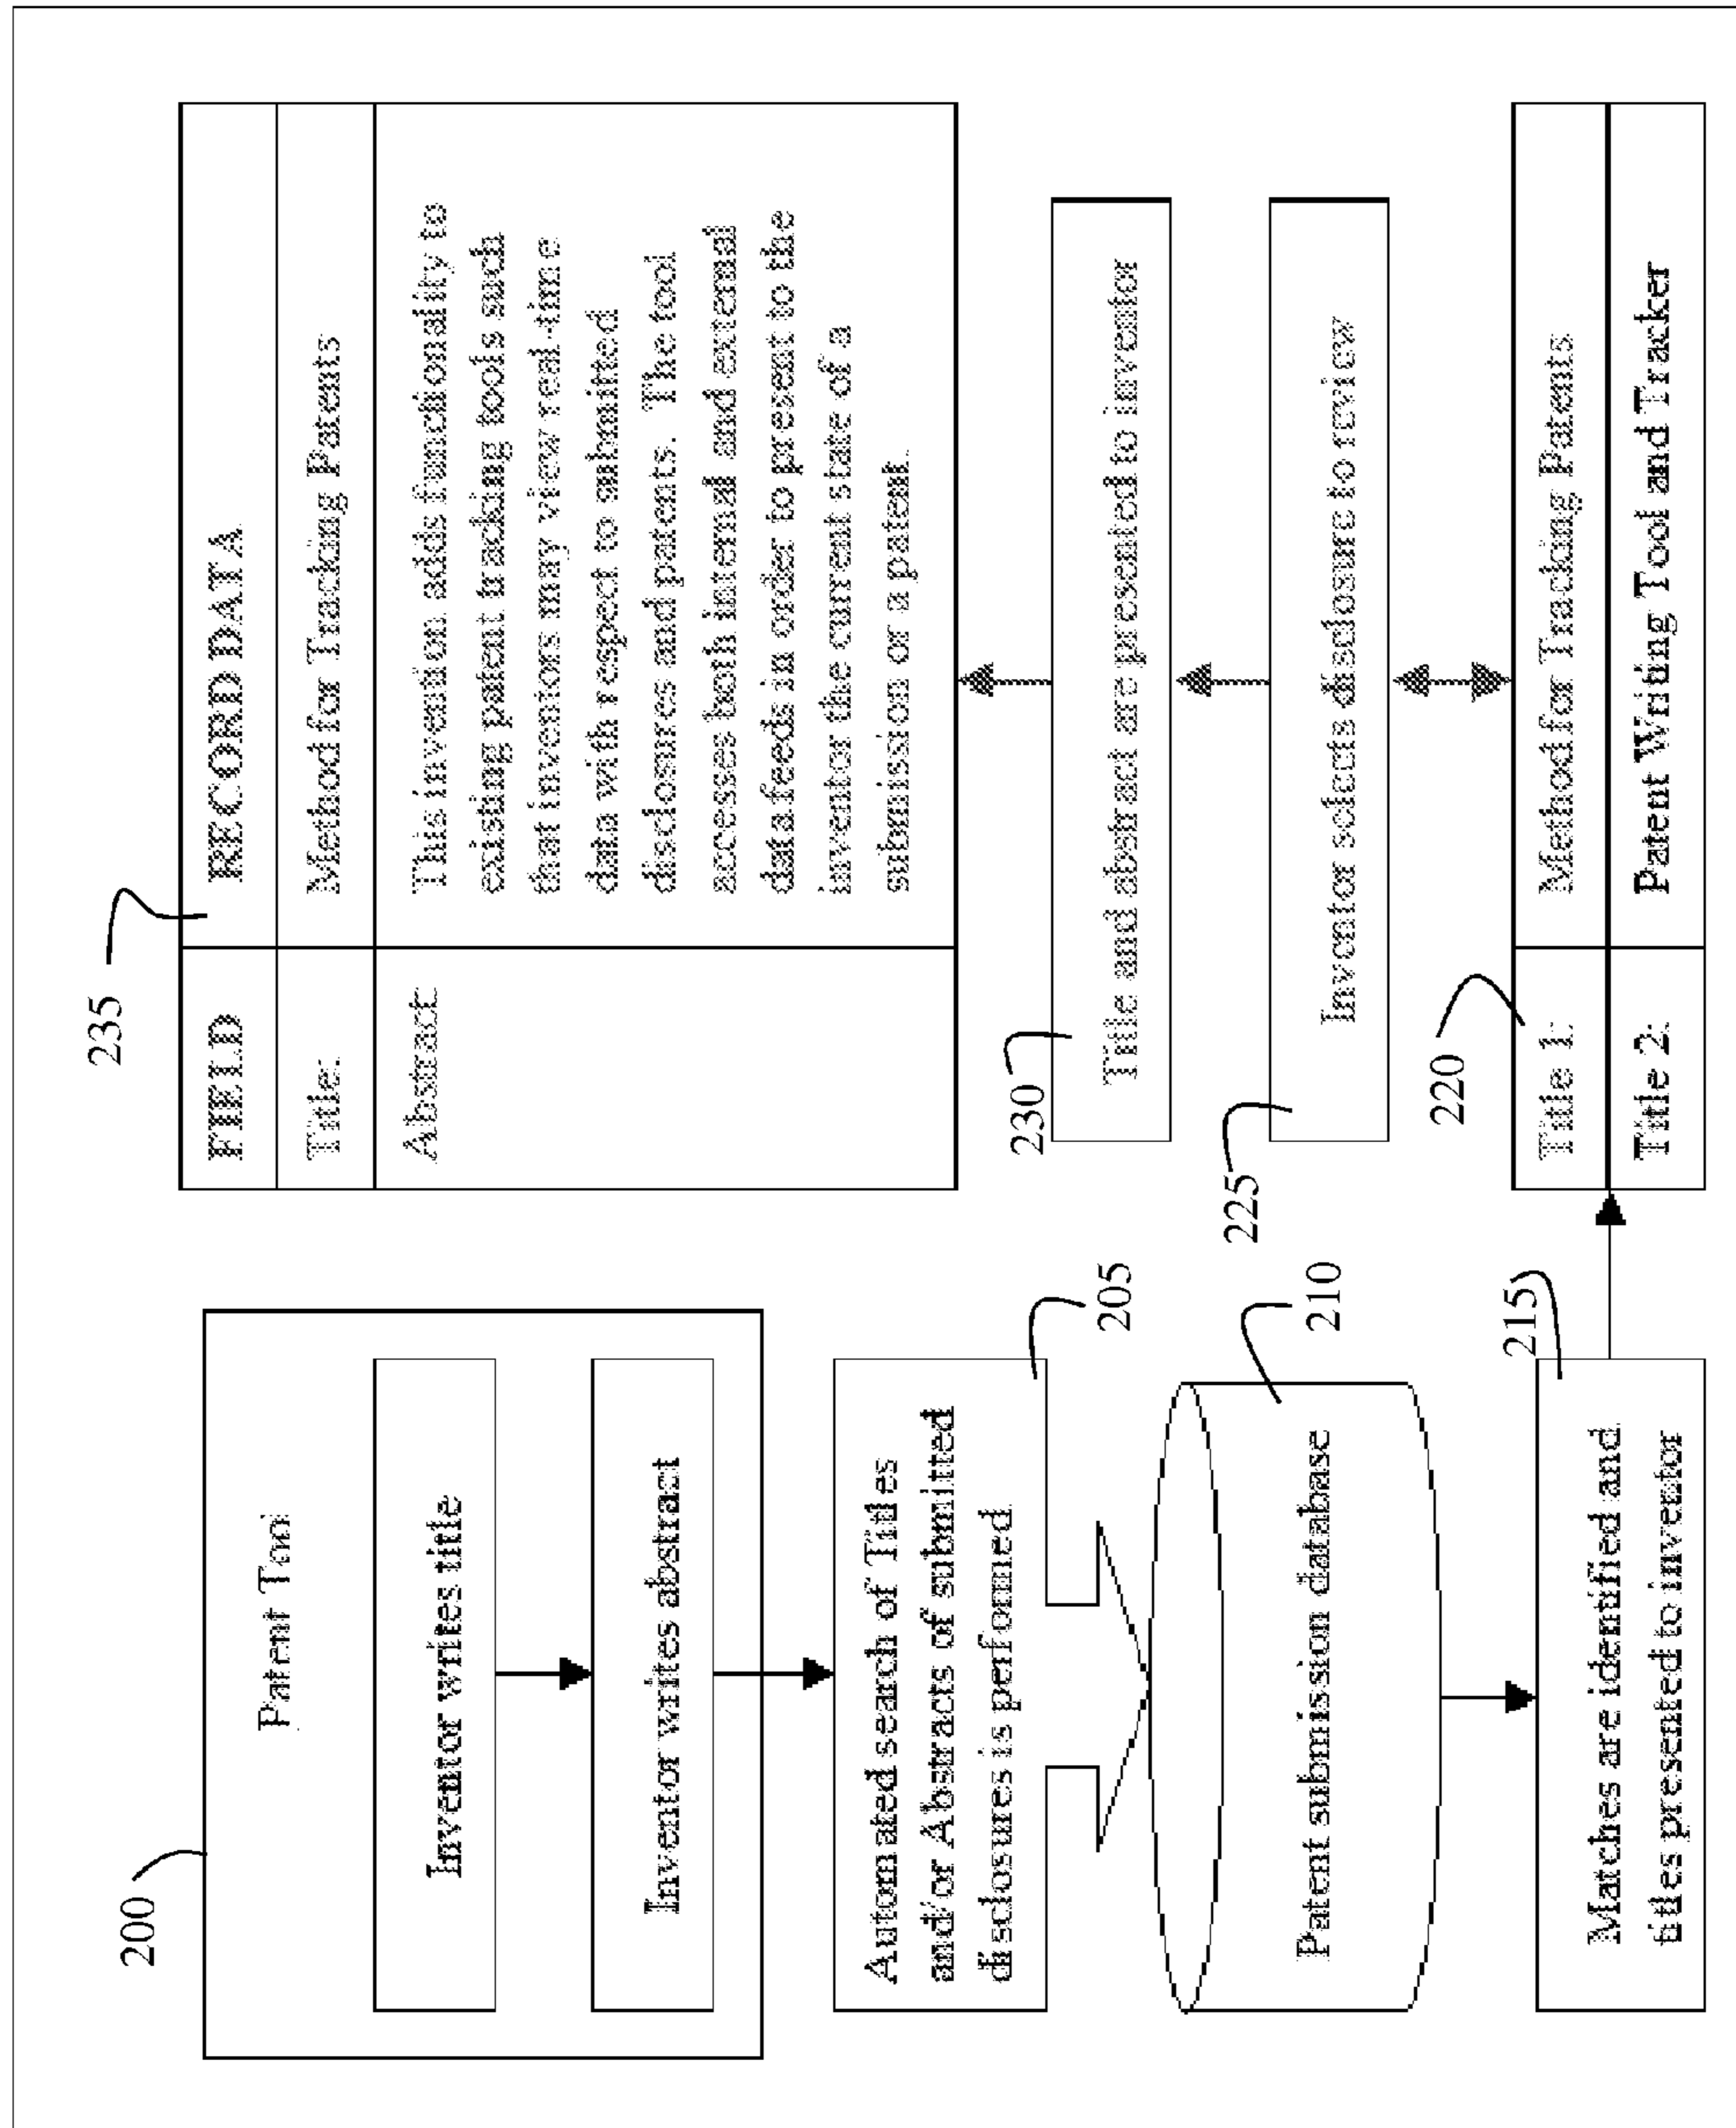 200
Patent Tool
Inventor writes title
Inventor writes abstract
Automated search of Titles
and/or Abstracts of submitted
disclosures is performed
205
Patent submission database
210
Matches are identified and
titles presented to inventor
215
235
FIELD RECORD DATA
Title: Method for Tracking Patents
Abstract: This invention adds functionality to
existing patent tracking tools such
that inventors may view real-time
data with respect to submitted
disclosures and patents. The tool
accesses both internal and external
data feeds in order to present to the
inventor the current state of a
submission or a patent.
230
Title and abstract are presented to inventor
225
Inventor selects disclosure to review
220
Title 1: Method for Tracking Patents
Title 2: Patent Writing Tool and Tracker